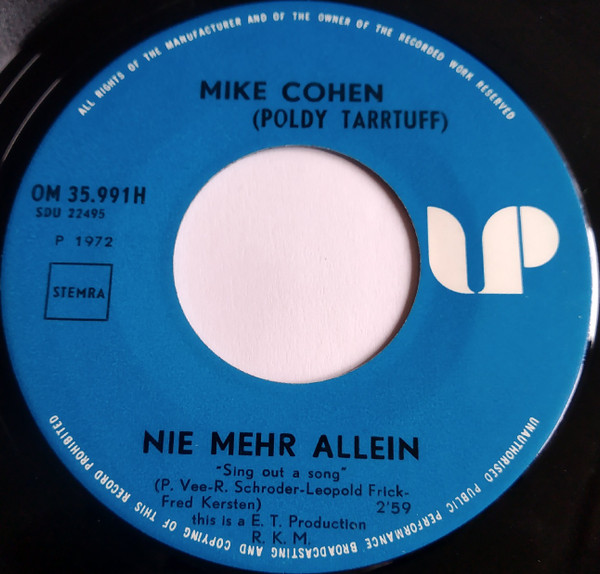 ALL RIGHTS OF THE MANUFACTURER AND OF THE OWNER OF THE RECORDED WORK RESERVED
MIKE COHEN
(POLDY TARRTUFF)
OM 35.991H
SDU 22495
P 1972
STEMRA
UP
NIE MEHR ALLEIN
"Sing out a song"
(P. Vee-R. Schroder-Leopold Frick-
Fred Kersten) 2'59
this is a E. T. Production
R. K. M.
UNAUTHORISED PUBLIC PERFORMANCE BROADCASTING AND COPYING OF THIS RECORD PROHIBITED